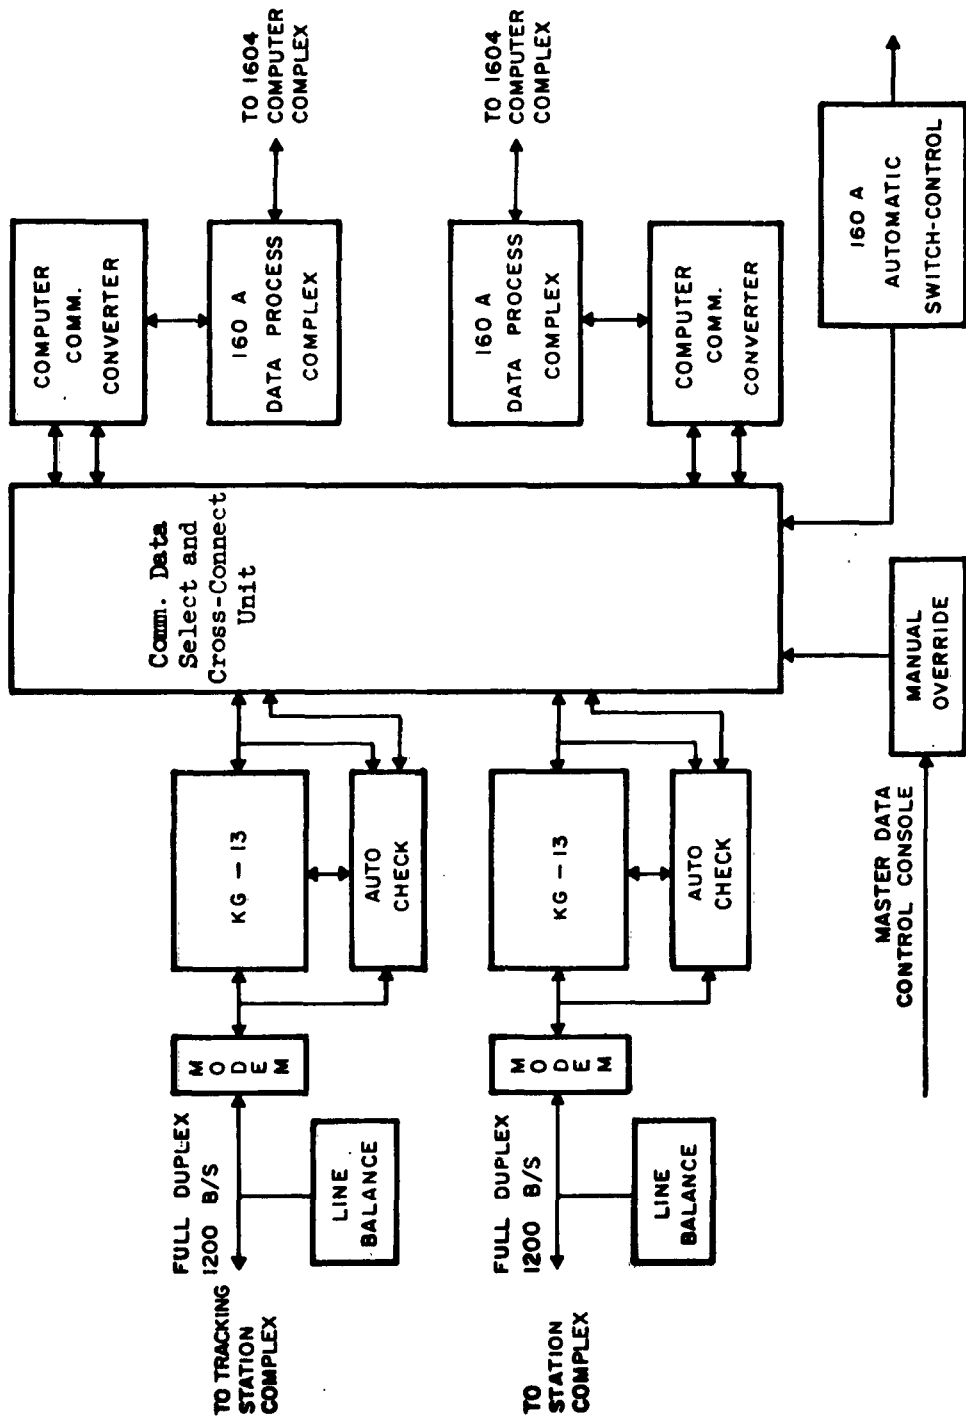 TO TRACKING
STATION
COMPLEX
FULL DUPLEX
1200 B/S
LINE
BALANCE
MODEM
KG-13
AUTO
CHECK
Comm. Data
Select and
Cross-Connect
Unit
COMPUTER
COMM.
CONVERTER
160 A
DATA PROCESS
COMPLEX
TO 1604
COMPUTER
COMPLEX
TO
STATION
COMPLEX
FULL DUPLEX
1200 B/S
LINE
BALANCE
MODEM
KG-13
AUTO
CHECK
160 A
DATA PROCESS
COMPLEX
TO 1604
COMPUTER
COMPLEX
COMPUTER
COMM.
CONVERTER
MASTER DATA
CONTROL CONSOLE
MANUAL
OVERRIDE
160 A
AUTOMATIC
SWITCH-CONTROL